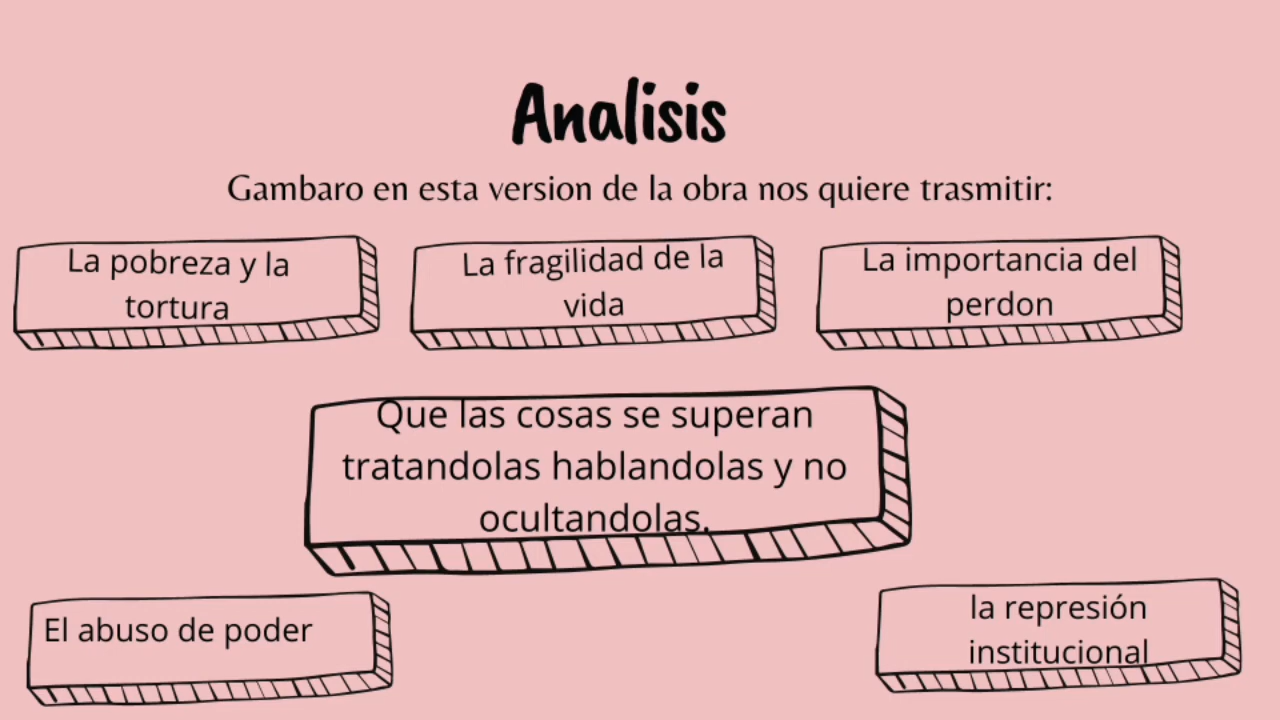 Analisis
Gambaro en esta version de la obra nos quiere trasmitir:
La pobreza y la
tortura
La fragilidad de la
vida
La importancia del
perdon
Que las cosas se superan
tratandolas hablandolas y no
ocultandolas.
El abuso de poder
la represión
institucional